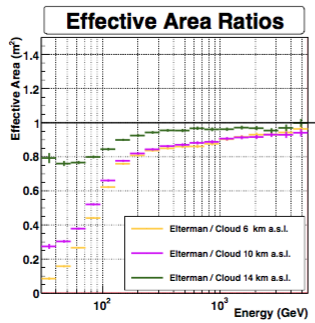 Effective Area Ratios
Effective Area (m²)
1.4
1.2
1
0.8
0.6
0.4
0.2
0
Elterman / Cloud 6 km a.s.l.
Elterman / Cloud 10 km a.s.l.
Elterman / Cloud 14 km a.s.l.
10²
10³
Energy (GeV)